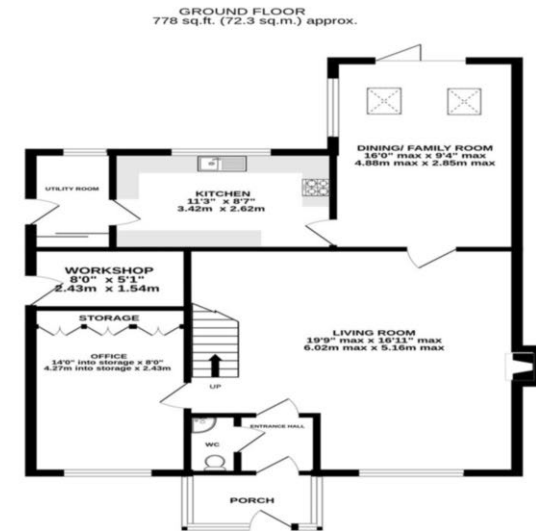 GROUND FLOOR
778 sq.ft. (72.3 sq.m.) approx.
DINING/ FAMILY ROOM
16'0" max x 9'4" max
4.88m max x 2.85m max
UTILITY ROOM
KITCHEN
11'3" x 8'7"
3.42m x 2.62m
WORKSHOP
8'0" x 5'1"
2.43m x 1.54m
STORAGE
OFFICE
14'0" into storage x 8'0"
4.27m into storage x 2.43m
LIVING ROOM
19'9" max x 16'11" max
6.02m max x 5.16m max
UP
ENTRANCE HALL
WC
PORCH